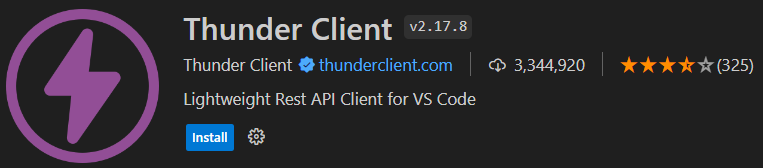 Thunder Client v2.17.8
Thunder Client thunderclient.com 3,344,920 (325)
Lightweight Rest API Client for VS Code
Install